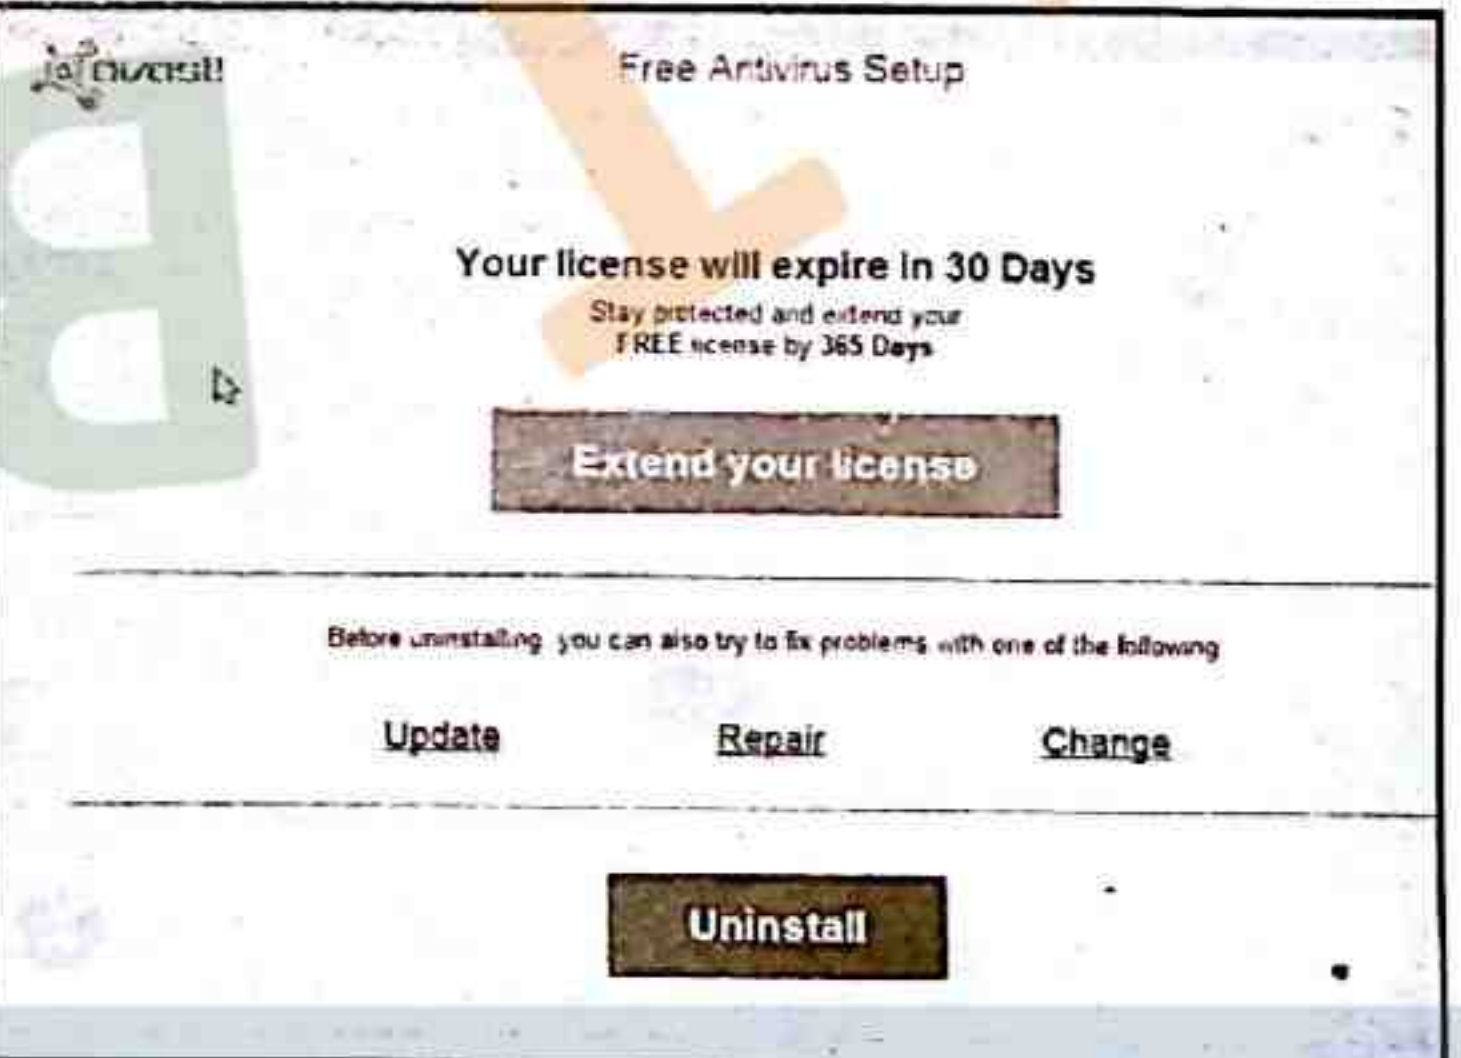 avast!
Free Antivirus Setup
Your license will expire in 30 Days
Stay protected and extend your
FREE license by 365 Days
Extend your license
Before uninstalling you can also try to fix problems with one of the following
Update Repair Change
Uninstall